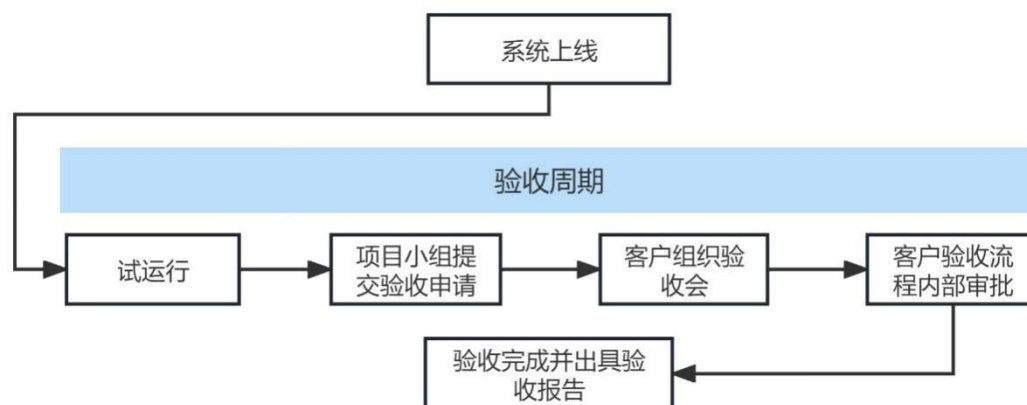 系统上线
验收周期
试运行
项目小组提
交验收申请
客户组织验
收会
客户验收流
程内部审批
验收完成并出具验
收报告